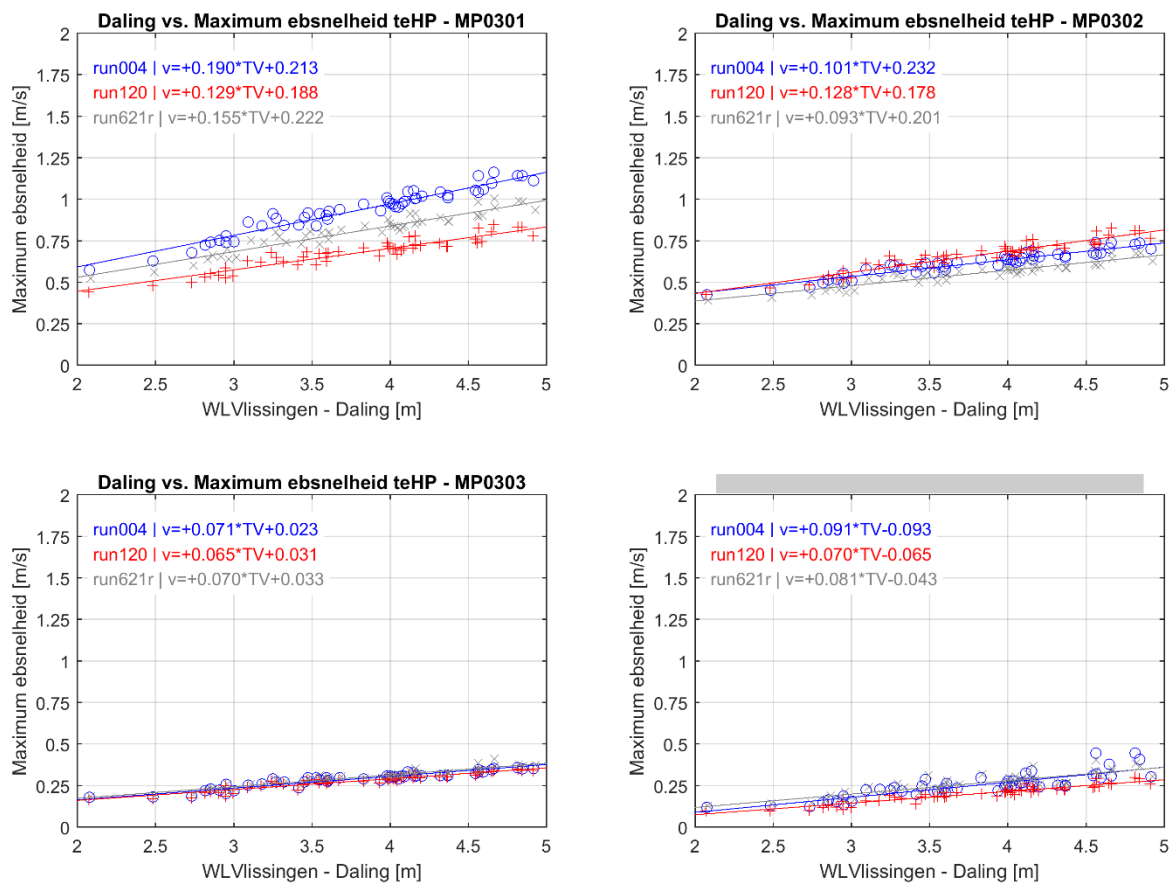 Daling vs. Maximum ebsnelheid teHP - MP0301
2
1.75
1.5
1.25
1
0.75
0.5
0.25
0
Maximum ebsnelheid [m/s]
run004 | v=+0.190*TV+0.213
run120 | v=+0.129*TV+0.188
run621r | v=+0.155*TV+0.222
2 2.5 3 3.5 4 4.5 5
WLVlissingen - Daling [m]
Daling vs. Maximum ebsnelheid teHP - MP0302
2
1.75
1.5
1.25
1
0.75
0.5
0.25
0
Maximum ebsnelheid [m/s]
run004 | v=+0.101*TV+0.232
run120 | v=+0.128*TV+0.178
run621r | v=+0.093*TV+0.201
2 2.5 3 3.5 4 4.5 5
WLVlissingen - Daling [m]
Daling vs. Maximum ebsnelheid teHP - MP0303
2
1.75
1.5
1.25
1
0.75
0.5
0.25
0
Maximum ebsnelheid [m/s]
run004 | v=+0.071*TV+0.023
run120 | v=+0.065*TV+0.031
run621r | v=+0.070*TV+0.033
2 2.5 3 3.5 4 4.5 5
WLVlissingen - Daling [m]
2
1.75
1.5
1.25
1
0.75
0.5
0.25
0
Maximum ebsnelheid [m/s]
run004 | v=+0.091*TV-0.093
run120 | v=+0.070*TV-0.065
run621r | v=+0.081*TV-0.043
2 2.5 3 3.5 4 4.5 5
WLVlissingen - Daling [m]